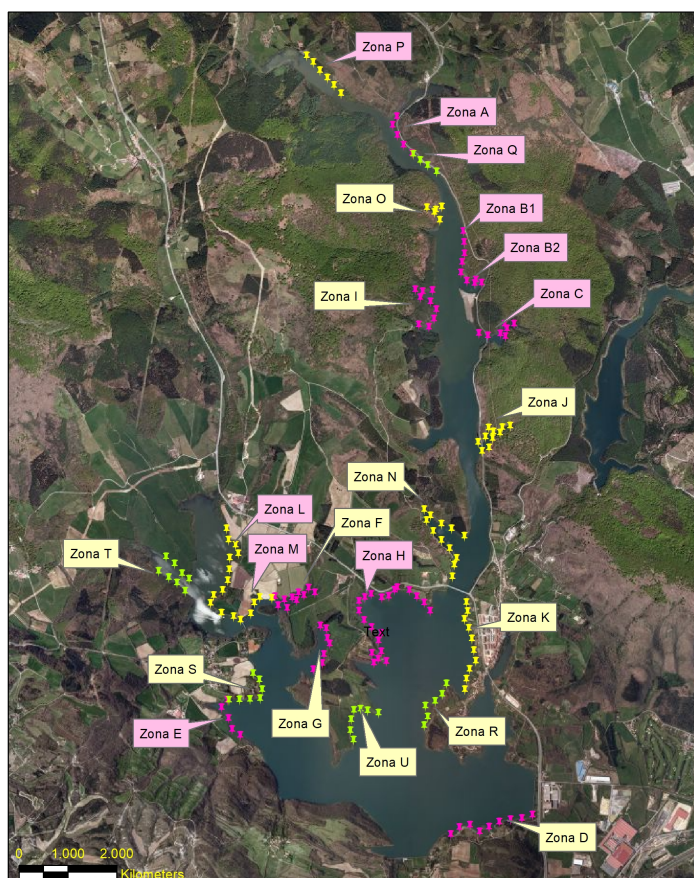 Zona P
Zona A
Zona Q
Zona O
Zona B1
Zona B2
Zona I
Zona C
Zona J
Zona N
Zona L
Zona F
Zona T
Zona M
Zona H
Zona K
Text
Zona S
Zona G
Zona E
Zona U
Zona R
Zona D
0 1.000 2.000
Kilometers